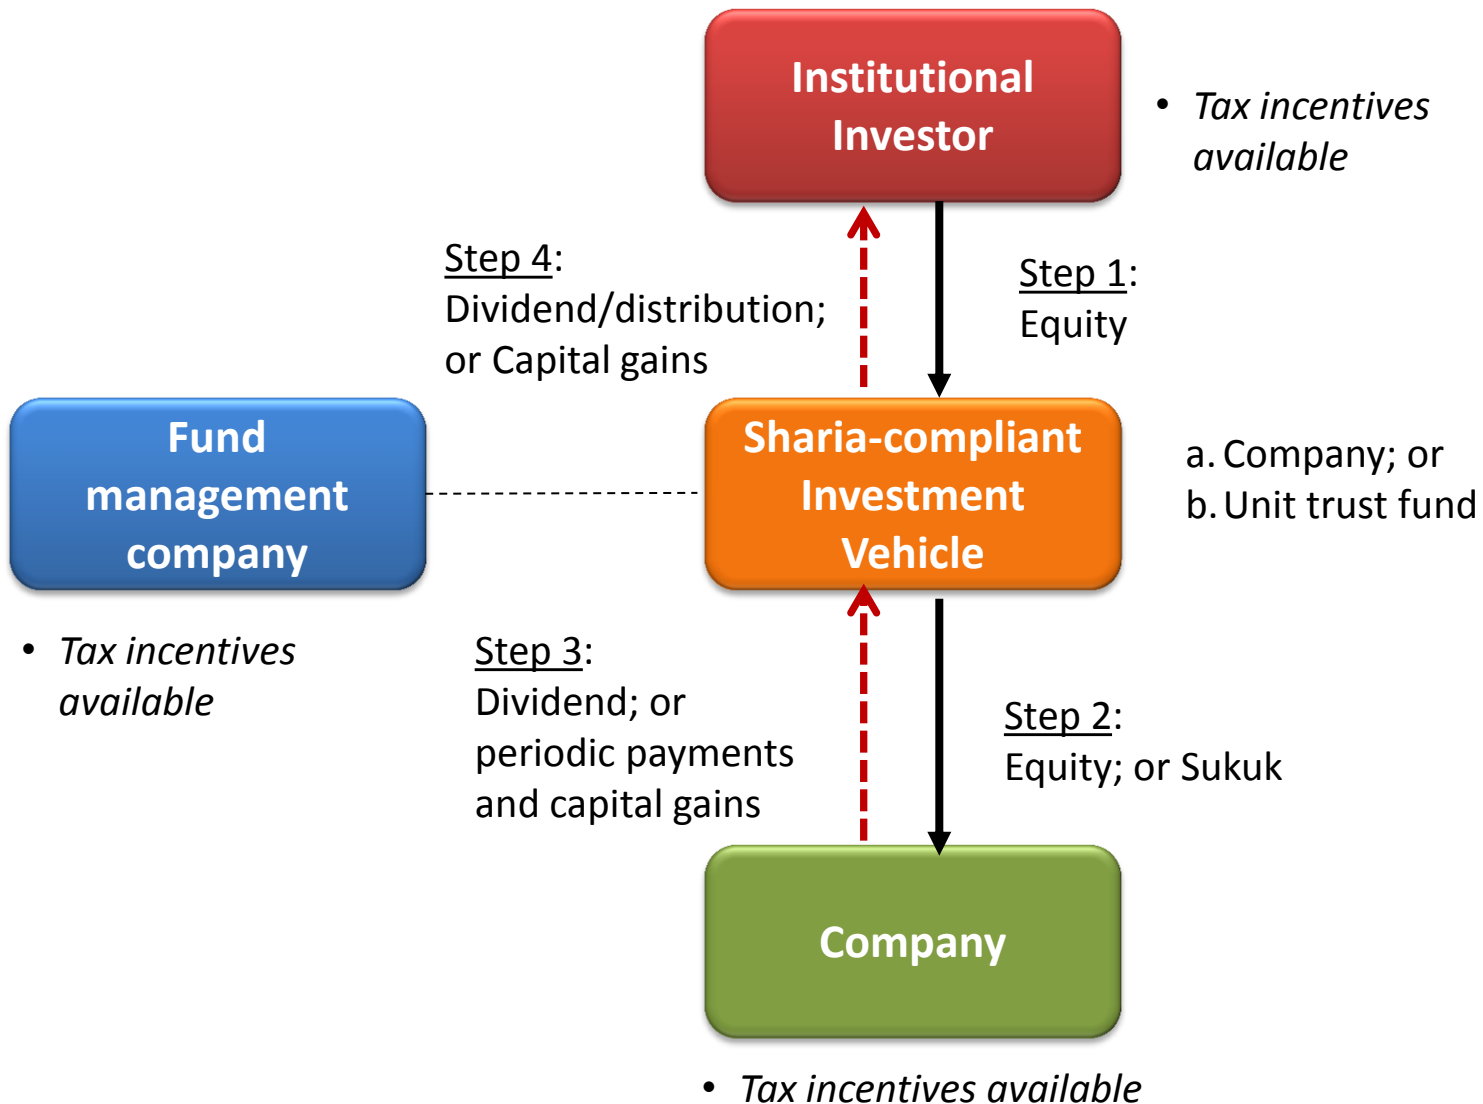 Institutional
Investor
• Tax incentives
available
Step 4:
Dividend/distribution;
or Capital gains
Step 1:
Equity
Fund
management
company
Sharia-compliant
Investment
Vehicle
a. Company; or
b. Unit trust fund
• Tax incentives
available
Step 3:
Dividend; or
periodic payments
and capital gains
Step 2:
Equity; or Sukuk
Company
• Tax incentives available